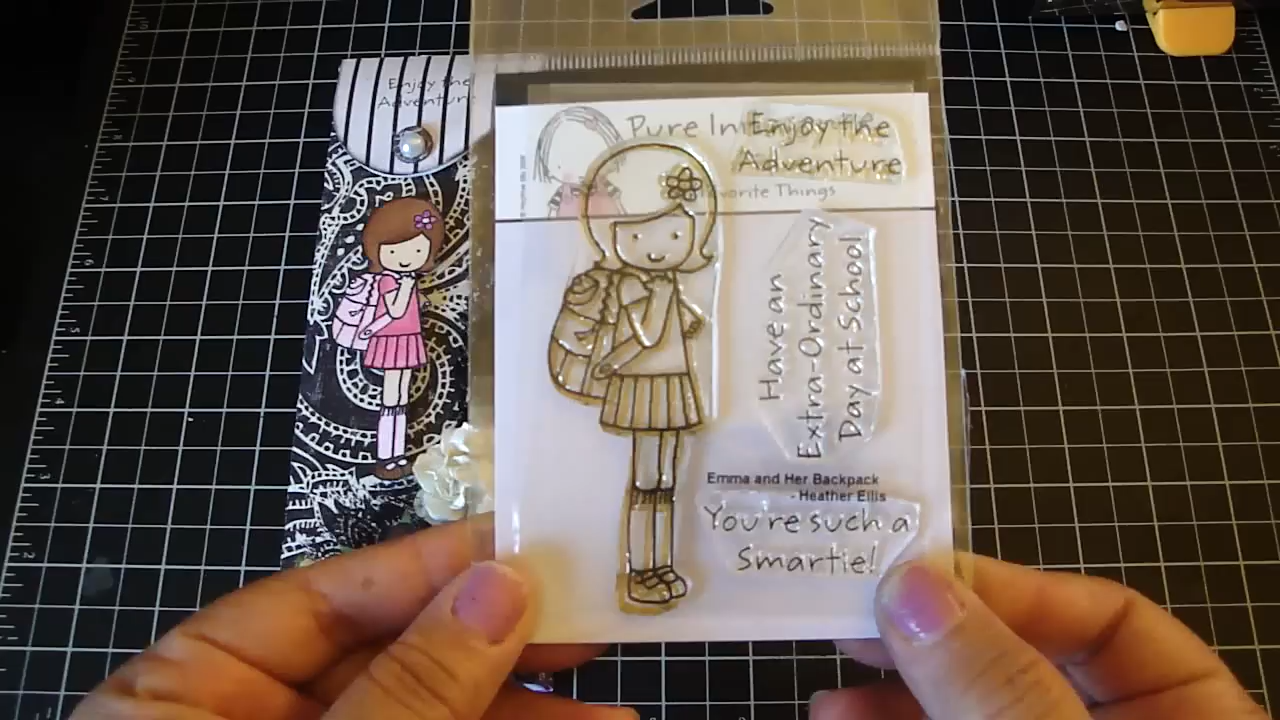 Enjoy the
Adventure
Pure In
Enjoy the
Adventure
Favorite Things
Have an
Extra-Ordinary
Day at School
Emma and Her Backpack
- Heather Ellis
You're such a
Smartie!